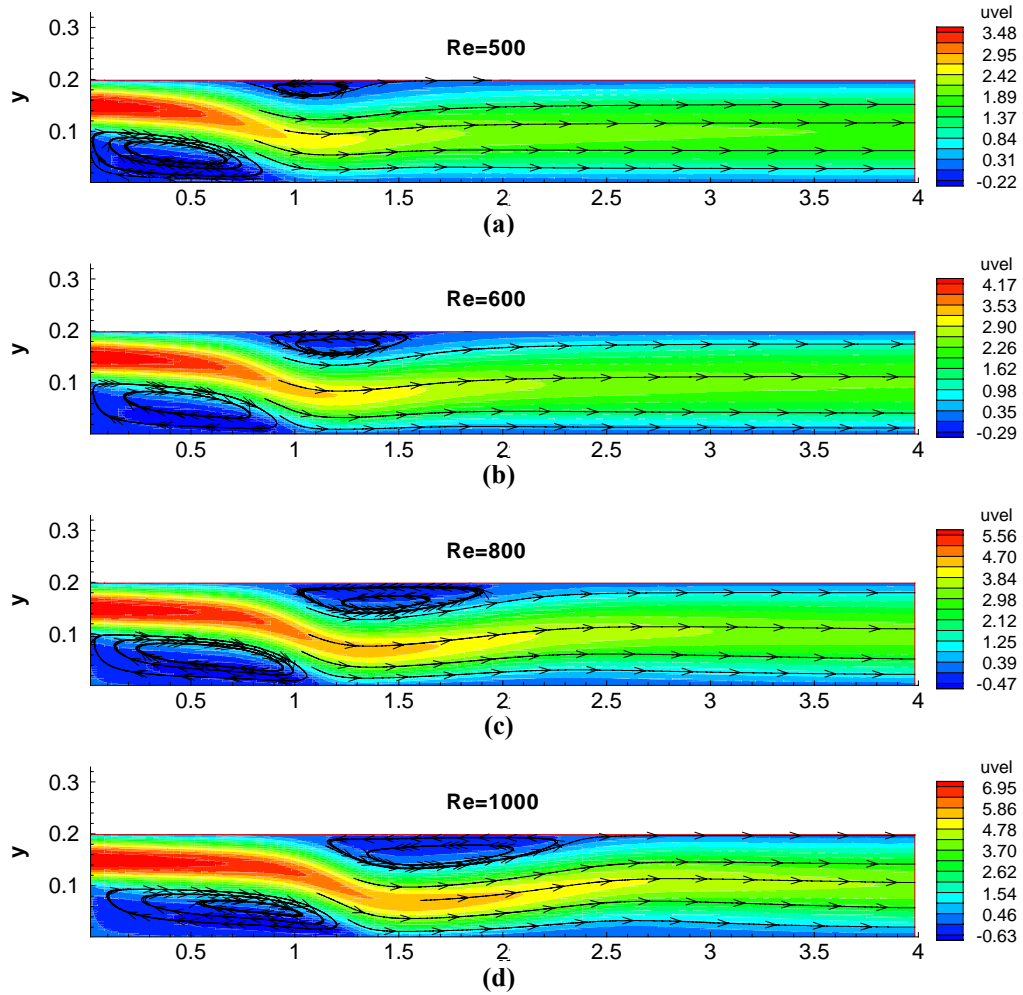 uvel
0.3
Re=500
3.48
2.95
0.2
2.42
y
1.89
0.1
1.37
0.84
0.31
-0.22
0.5 1 1.5 2 2.5 3 3.5 4
(a)
uvel
0.3
Re=600
4.17
3.53
0.2
2.90
y
2.26
0.1
1.62
0.98
0.35
-0.29
0.5 1 1.5 2 2.5 3 3.5 4
(b)
uvel
0.3
Re=800
5.56
4.70
0.2
3.84
y
2.98
0.1
2.12
1.25
0.39
-0.47
0.5 1 1.5 2 2.5 3 3.5 4
(c)
uvel
0.3
Re=1000
6.95
5.86
0.2
4.78
y
3.70
0.1
2.62
1.54
0.46
-0.63
0.5 1 1.5 2 2.5 3 3.5 4
(d)